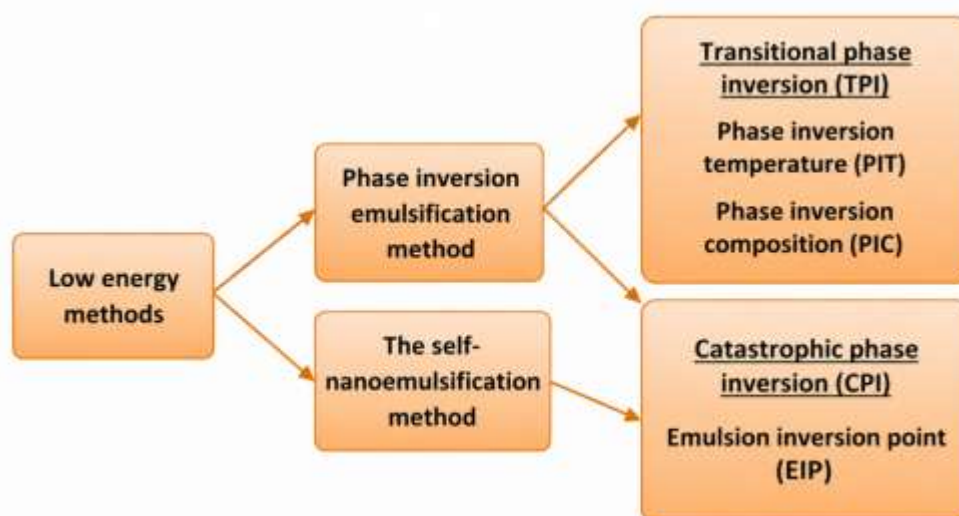 Low energy
methods
Phase inversion
emulsification
method
The self-
nanoemulsification
method
Transitional phase
inversion (TPI)
Phase inversion
temperature (PIT)
Phase inversion
composition (PIC)
Catastrophic phase
inversion (CPI)
Emulsion inversion point
(EIP)